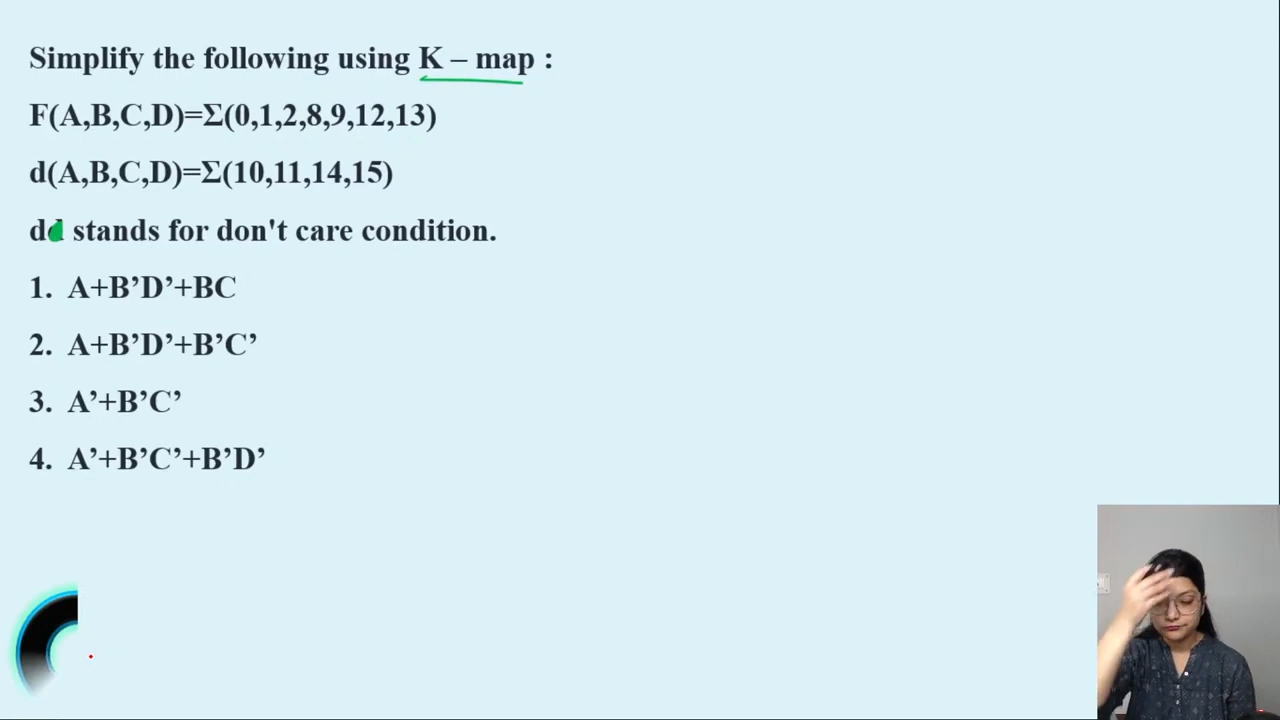 Simplify the following using K – map :
F(A,B,C,D)=Σ(0,1,2,8,9,12,13)
d(A,B,C,D)=Σ(10,11,14,15)
dd stands for don't care condition.
1. A+B’D’+BC
2. A+B’D’+B’C’
3. A’+B’C’
4. A’+B’C’+B’D’